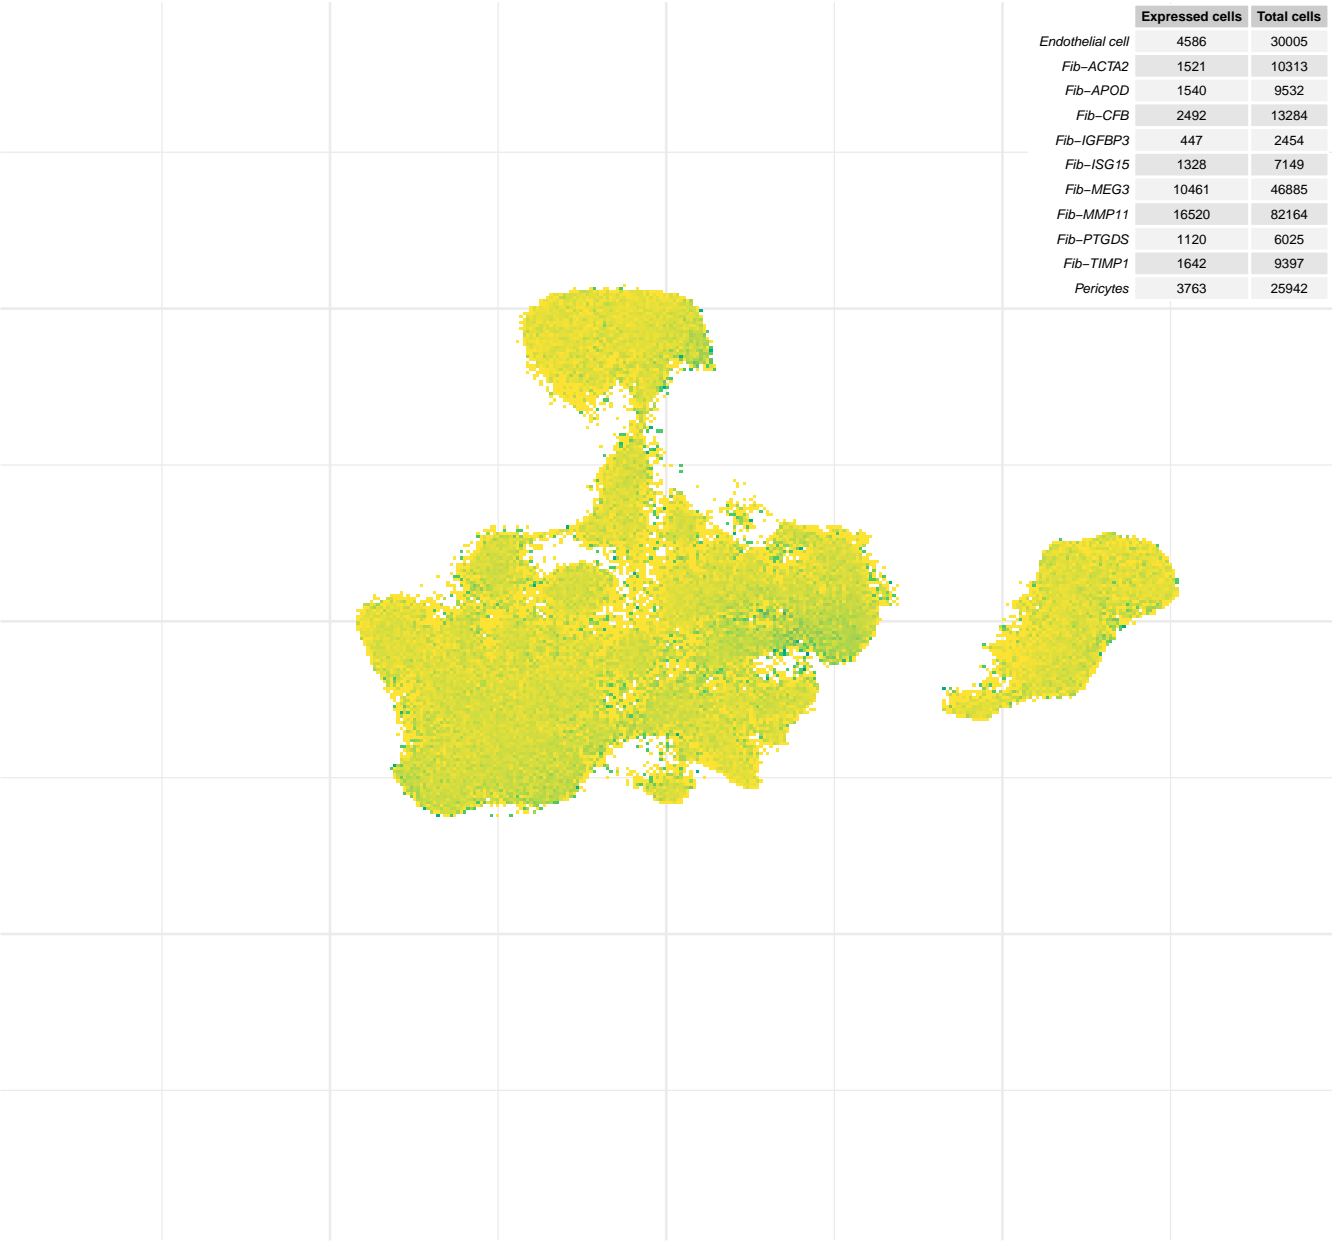 Expressed cells Total cells
Endothelial cell 4586 30005
Fib−ACTA2 1521 10313
Fib−APOD 1540 9532
Fib−CFB 2492 13284
Fib−IGFBP3 447 2454
Fib−ISG15 1328 7149
Fib−MEG3 10461 46885
Fib−MMP11 16520 82164
Fib−PTGDS 1120 6025
Fib−TIMP1 1642 9397
Pericytes 3763 25942